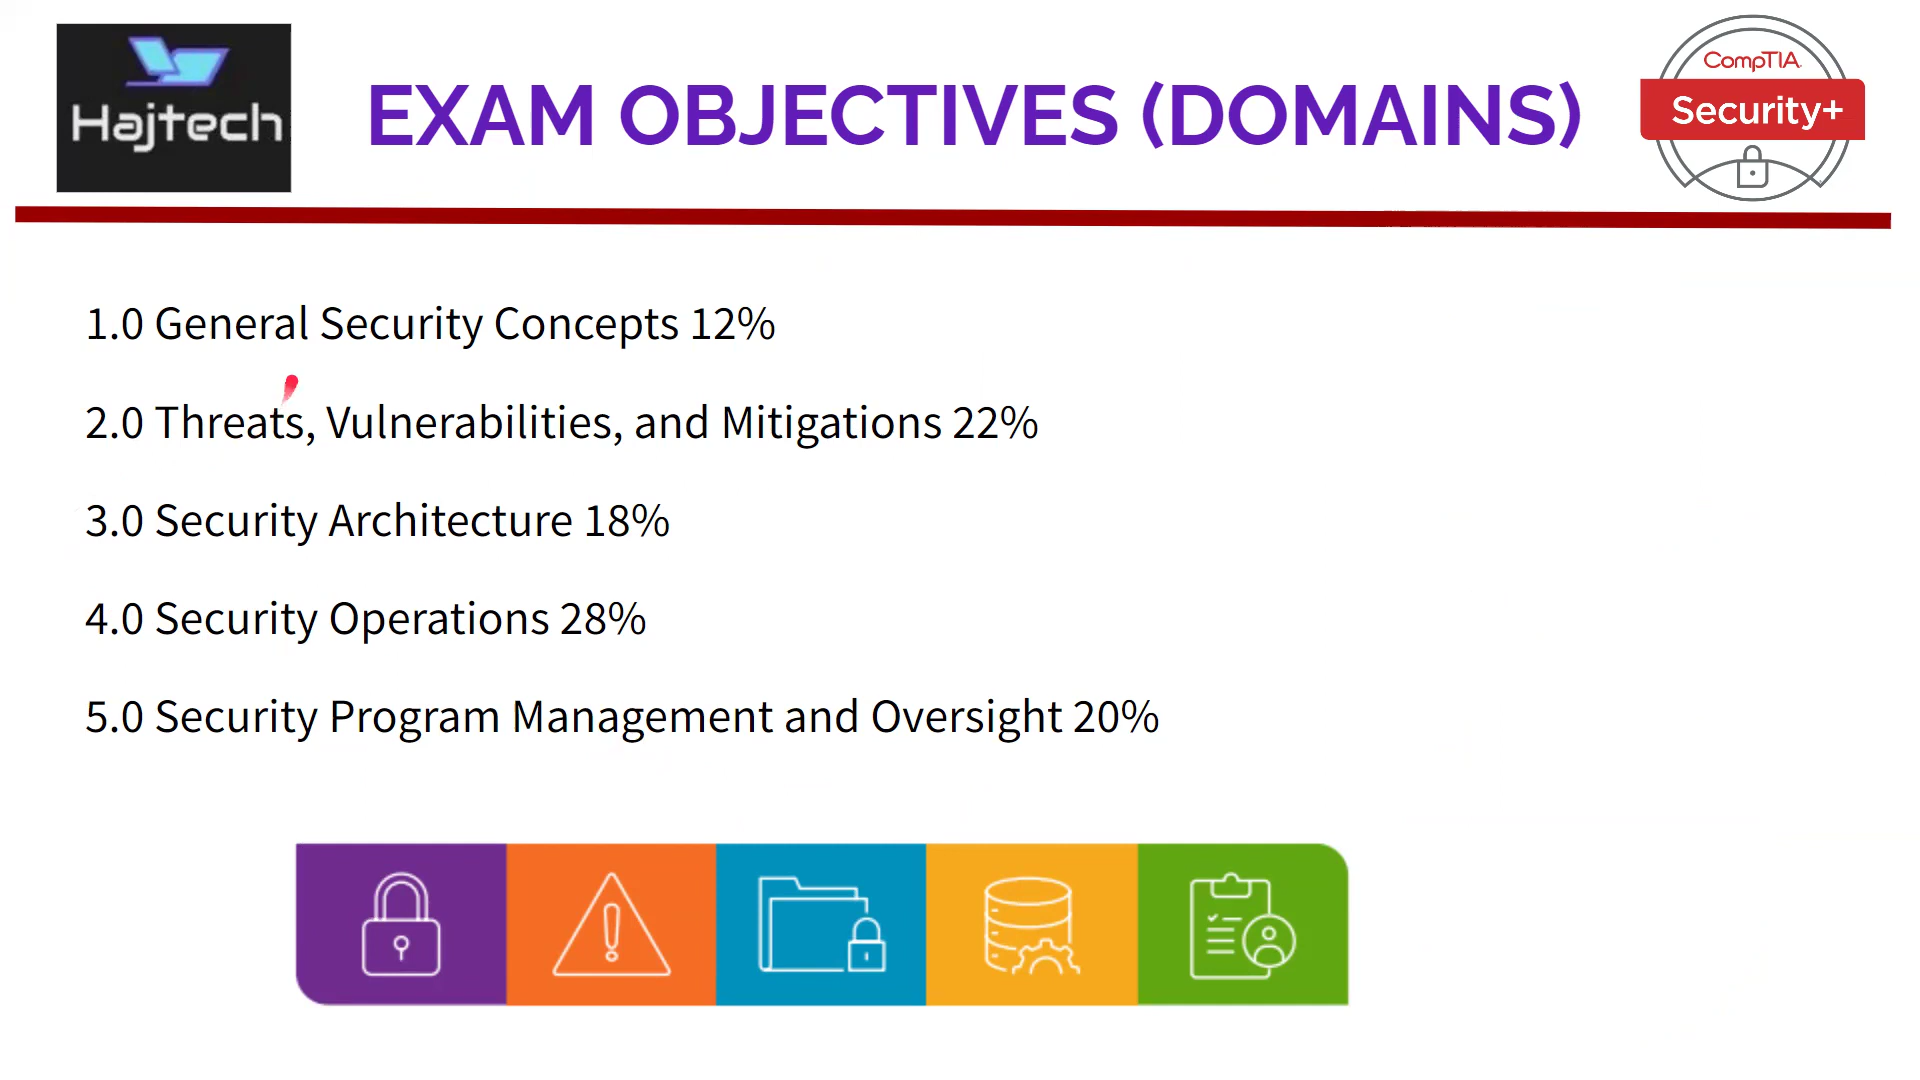 Hajtech
EXAM OBJECTIVES (DOMAINS)
CompTIA.
Security+
1.0 General Security Concepts 12%
2.0 Threats, Vulnerabilities, and Mitigations 22%
3.0 Security Architecture 18%
4.0 Security Operations 28%
5.0 Security Program Management and Oversight 20%